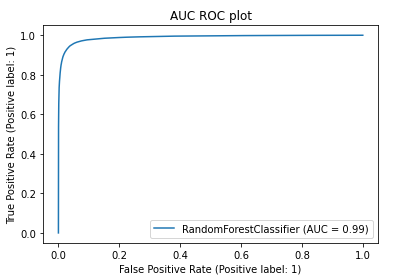 AUC ROC plot
True Positive Rate (Positive label: 1)
1.0
0.8
0.6
0.4
0.2
0.0
RandomForestClassifier (AUC = 0.99)
0.0 0.2 0.4 0.6 0.8 1.0
False Positive Rate (Positive label: 1)